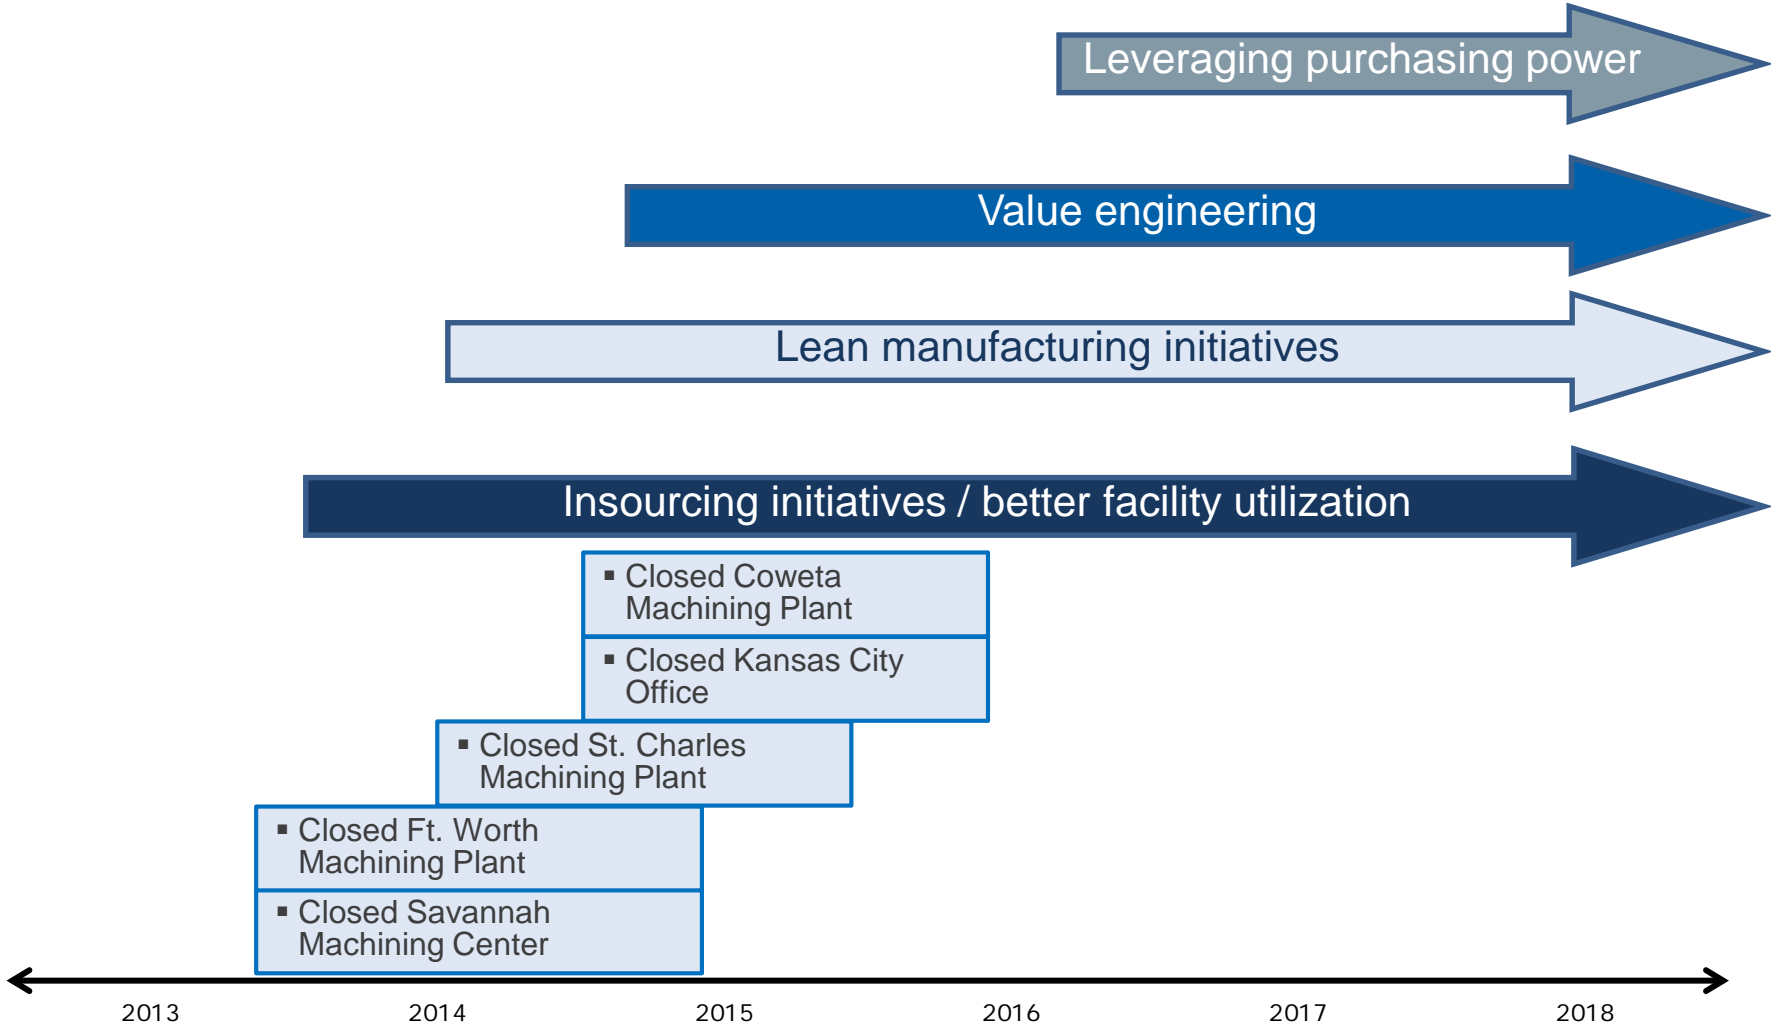 Leveraging purchasing power
Value engineering
Lean manufacturing initiatives
Insourcing initiatives / better facility utilization
▪ Closed Coweta
Machining Plant
▪ Closed Kansas City
Office
▪ Closed St. Charles
Machining Plant
▪ Closed Ft. Worth
Machining Plant
▪ Closed Savannah
Machining Center
2013 2014 2015 2016 2017 2018